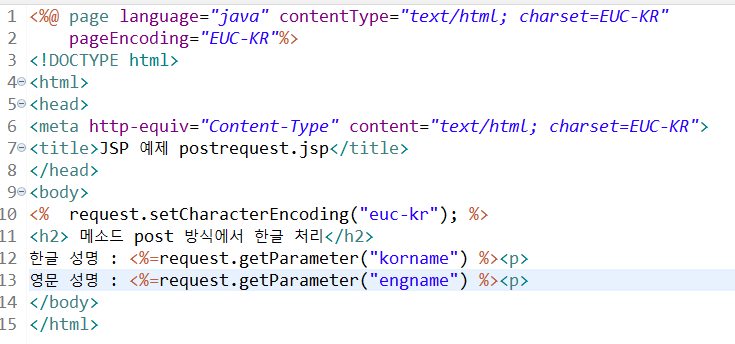 1 <%@ page language="java" contentType="text/html; charset=EUC-KR"
2     pageEncoding="EUC-KR"%>
3 <!DOCTYPE html>
4 <html>
5 <head>
6 <meta http-equiv="Content-Type" content="text/html; charset=EUC-KR">
7 <title>JSP 예제 postrequest.jsp</title>
8 </head>
9 <body>
10 <%  request.setCharacterEncoding("euc-kr"); %>
11 <h2> 메소드 post 방식에서 한글 처리</h2>
12 한글 성명 : <%=request.getParameter("korname") %><p>
13 영문 성명 : <%=request.getParameter("engname") %><p>
14 </body>
15 </html>